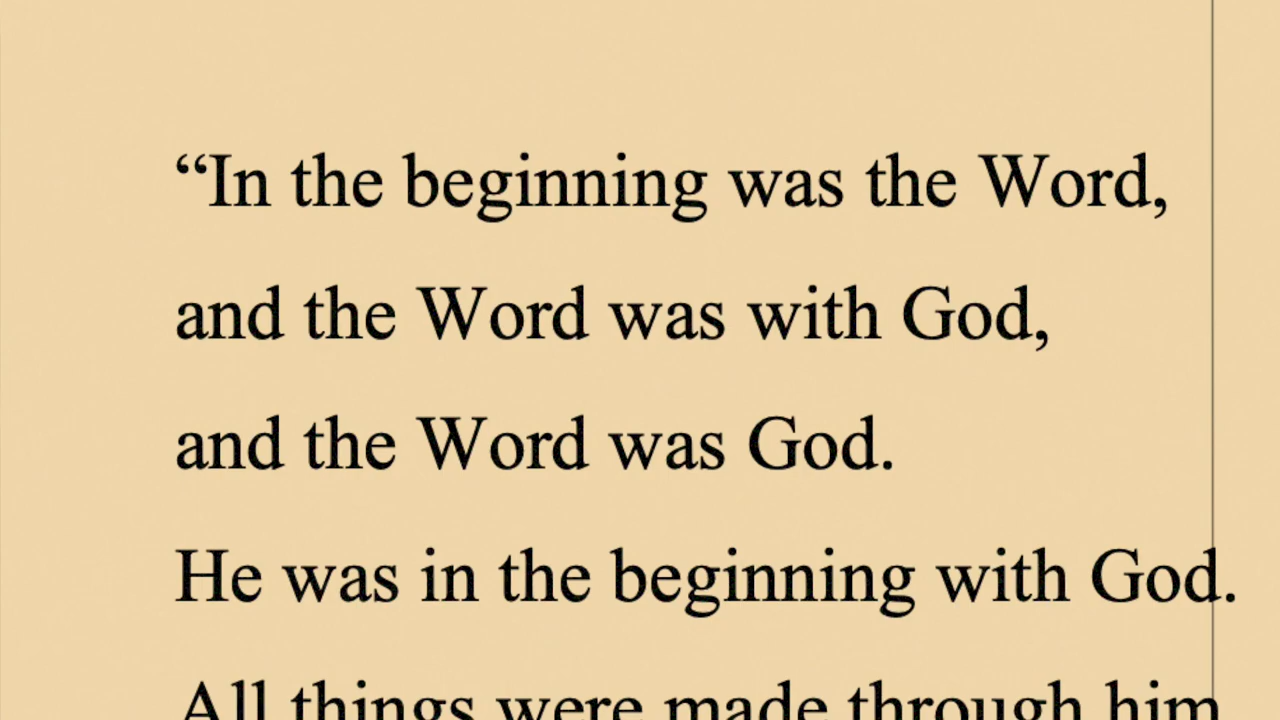 “In the beginning was the Word,
and the Word was with God,
and the Word was God.
He was in the beginning with God.
All things were made through him